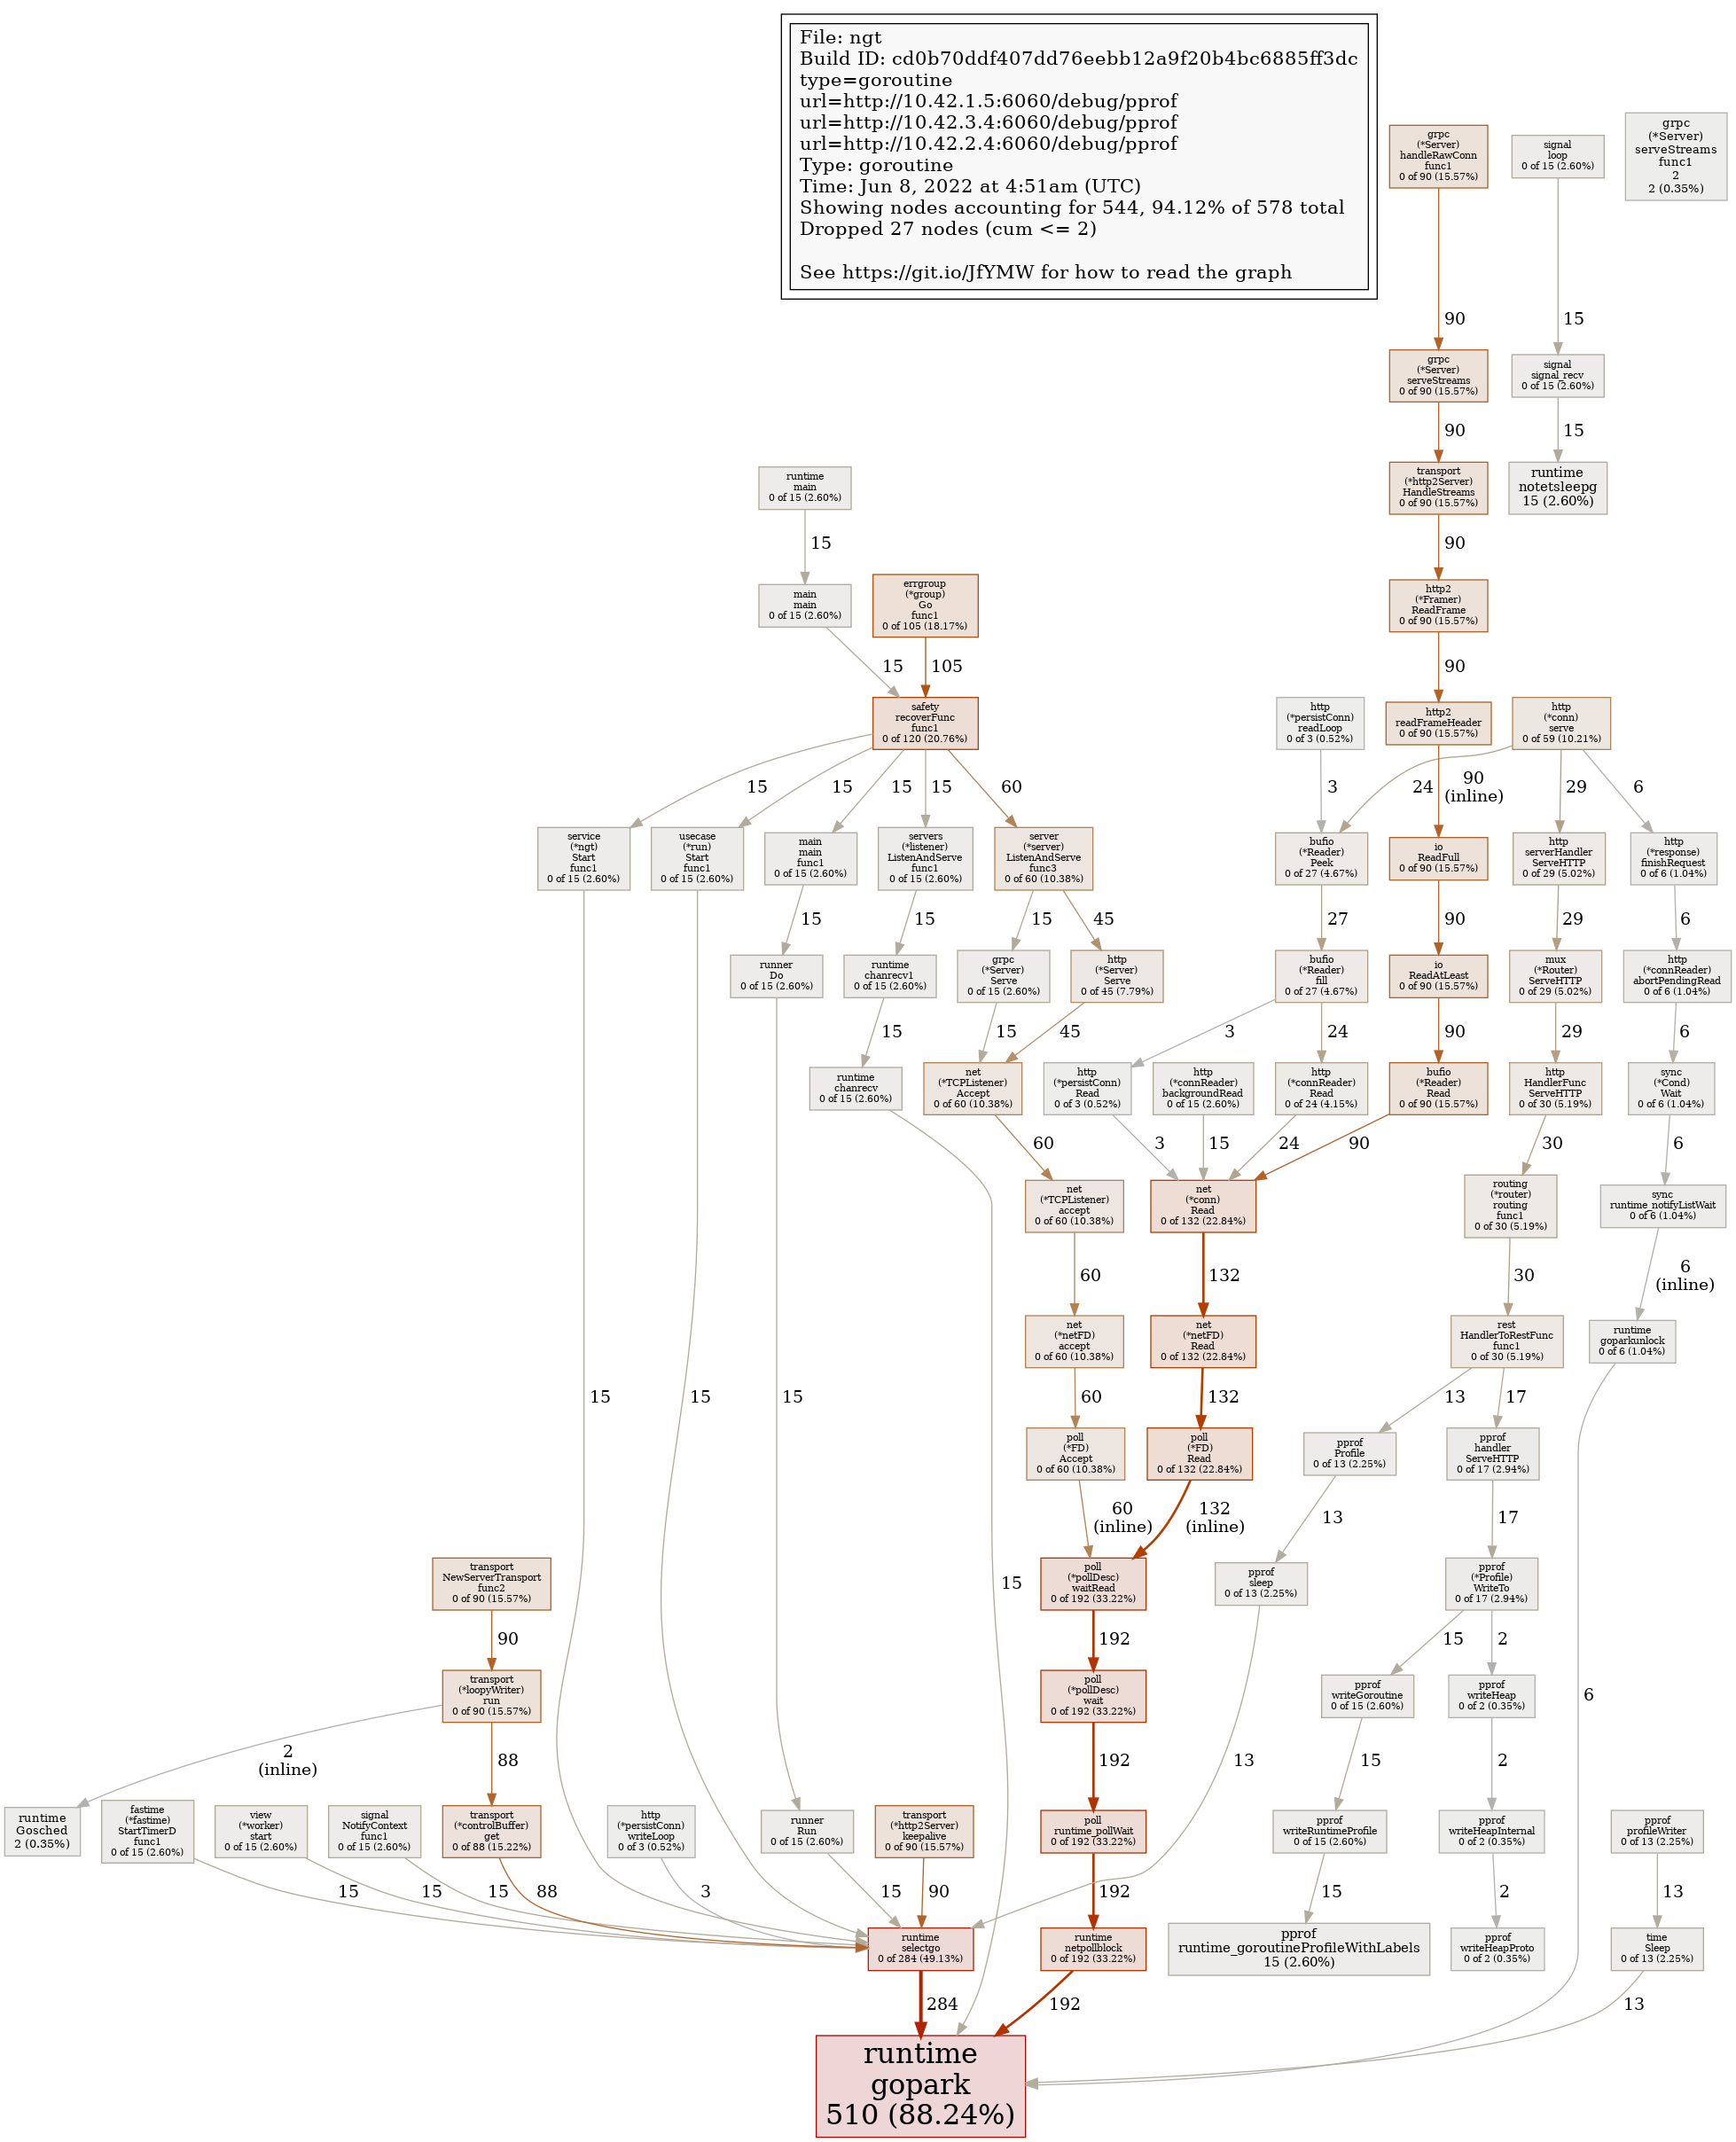 File: ngt
Build ID: cd0b70ddf407dd76eebb12a9f20b4bc6885ff3dc
type=goroutine
url=http://10.42.1.5:6060/debug/pprof
url=http://10.42.3.4:6060/debug/pprof
url=http://10.42.2.4:6060/debug/pprof
Type: goroutine
Time: Jun 8, 2022 at 4:51am (UTC)
Showing nodes accounting for 544, 94.12% of 578 total
Dropped 27 nodes (cum <= 2)
See https://git.io/JfYMW for how to read the graph
grpc
(*Server)
handleRawConn
func1
0 of 90 (15.57%)
signal
loop
0 of 15 (2.60%)
grpc
(*Server)
serveStreams
func1
2
2 (0.35%)
90
15
grpc
(*Server)
serveStreams
0 of 90 (15.57%)
signal
signal_recv
0 of 15 (2.60%)
90
15
runtime
main
0 of 15 (2.60%)
transport
(*http2Server)
HandleStreams
0 of 90 (15.57%)
runtime
notetsleepg
15 (2.60%)
15
90
main
main
0 of 15 (2.60%)
errgroup
(*group)
Go
func1
0 of 105 (18.17%)
http2
(*Framer)
ReadFrame
0 of 90 (15.57%)
15
105
90
safety
recoverFunc
func1
0 of 120 (20.76%)
http
(*persistConn)
readLoop
0 of 3 (0.52%)
http2
readFrameHeader
0 of 90 (15.57%)
http
(*conn)
serve
0 of 59 (10.21%)
15
15
15
15
60
3
24
90
(inline)
29
6
service
(*ngt)
Start
func1
0 of 15 (2.60%)
usecase
(*run)
Start
func1
0 of 15 (2.60%)
main
main
func1
0 of 15 (2.60%)
servers
(*listener)
ListenAndServe
func1
0 of 15 (2.60%)
server
(*server)
ListenAndServe
func3
0 of 60 (10.38%)
bufio
(*Reader)
Peek
0 of 27 (4.67%)
io
ReadFull
0 of 90 (15.57%)
http
serverHandler
ServeHTTP
0 of 29 (5.02%)
http
(*response)
finishRequest
0 of 6 (1.04%)
15
15
15
45
27
90
29
6
runner
Do
0 of 15 (2.60%)
runtime
chanrecv1
0 of 15 (2.60%)
grpc
(*Server)
Serve
0 of 15 (2.60%)
http
(*Server)
Serve
0 of 45 (7.79%)
bufio
(*Reader)
fill
0 of 27 (4.67%)
io
ReadAtLeast
0 of 90 (15.57%)
mux
(*Router)
ServeHTTP
0 of 29 (5.02%)
http
(*connReader)
abortPendingRead
0 of 6 (1.04%)
15
15
45
3
24
90
29
6
runtime
chanrecv
0 of 15 (2.60%)
net
(*TCPListener)
Accept
0 of 60 (10.38%)
http
(*persistConn)
Read
0 of 3 (0.52%)
http
(*connReader)
backgroundRead
0 of 15 (2.60%)
http
(*connReader)
Read
0 of 24 (4.15%)
bufio
(*Reader)
Read
0 of 90 (15.57%)
http
HandlerFunc
ServeHTTP
0 of 30 (5.19%)
sync
(*Cond)
Wait
0 of 6 (1.04%)
60
3
15
24
90
30
6
net
(*TCPListener)
accept
0 of 60 (10.38%)
net
(*conn)
Read
0 of 132 (22.84%)
routing
(*router)
routing
func1
0 of 30 (5.19%)
sync
runtime_notifyListWait
0 of 6 (1.04%)
60
132
30
6
(inline)
net
(*netFD)
accept
0 of 60 (10.38%)
net
(*netFD)
Read
0 of 132 (22.84%)
rest
HandlerToRestFunc
func1
0 of 30 (5.19%)
runtime
goparkunlock
0 of 6 (1.04%)
15
15
15
60
132
13
17
poll
(*FD)
Accept
0 of 60 (10.38%)
poll
(*FD)
Read
0 of 132 (22.84%)
pprof
Profile
0 of 13 (2.25%)
pprof
handler
ServeHTTP
0 of 17 (2.94%)
60
(inline)
132
(inline)
13
17
transport
NewServerTransport
func2
0 of 90 (15.57%)
15
poll
(*pollDesc)
waitRead
0 of 192 (33.22%)
pprof
sleep
0 of 13 (2.25%)
pprof
(*Profile)
WriteTo
0 of 17 (2.94%)
90
192
15
2
transport
(*loopyWriter)
run
0 of 90 (15.57%)
poll
(*pollDesc)
wait
0 of 192 (33.22%)
pprof
writeGoroutine
0 of 15 (2.60%)
pprof
writeHeap
0 of 2 (0.35%)
6
2
(inline)
88
192
13
15
2
runtime
Gosched
2 (0.35%)
fastime
(*fastime)
StartTimerD
func1
0 of 15 (2.60%)
view
(*worker)
start
0 of 15 (2.60%)
signal
NotifyContext
func1
0 of 15 (2.60%)
transport
(*controlBuffer)
get
0 of 88 (15.22%)
http
(*persistConn)
writeLoop
0 of 3 (0.52%)
runner
Run
0 of 15 (2.60%)
transport
(*http2Server)
keepalive
0 of 90 (15.57%)
poll
runtime_pollWait
0 of 192 (33.22%)
pprof
writeRuntimeProfile
0 of 15 (2.60%)
pprof
writeHeapInternal
0 of 2 (0.35%)
pprof
profileWriter
0 of 13 (2.25%)
15
15
15
88
3
15
90
192
15
2
13
runtime
selectgo
0 of 284 (49.13%)
runtime
netpollblock
0 of 192 (33.22%)
pprof
runtime_goroutineProfileWithLabels
15 (2.60%)
pprof
writeHeapProto
0 of 2 (0.35%)
time
Sleep
0 of 13 (2.25%)
284
192
13
runtime
gopark
510 (88.24%)